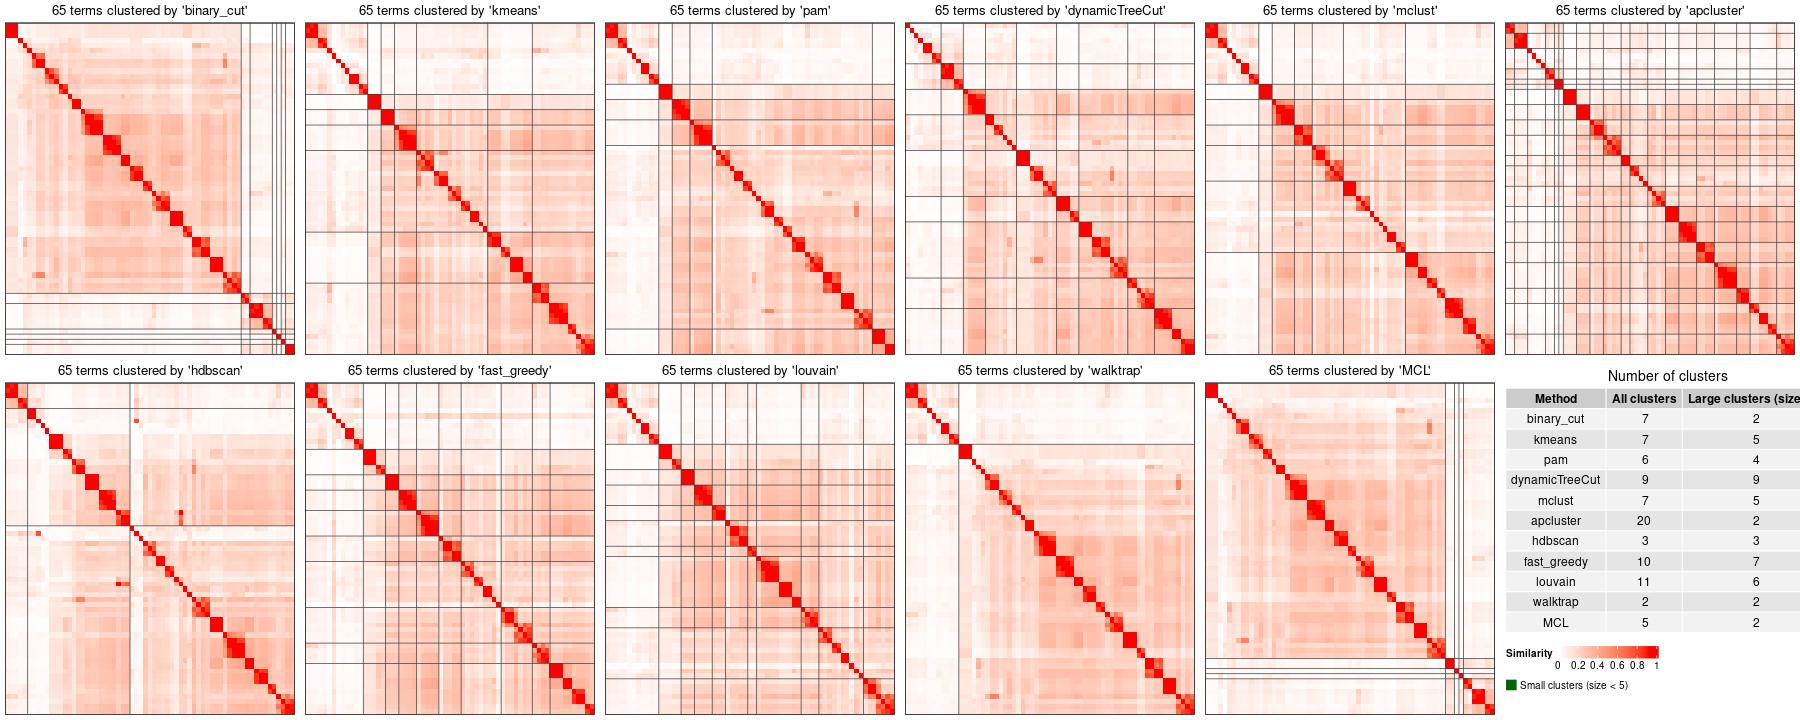 65 terms clustered by 'binary_cut'
65 terms clustered by 'kmeans'
65 terms clustered by 'pam'
65 terms clustered by 'dynamicTreeCut'
65 terms clustered by 'mclust'
65 terms clustered by 'apcluster'
65 terms clustered by 'hdbscan'
65 terms clustered by 'fast_greedy'
65 terms clustered by 'louvain'
65 terms clustered by 'walktrap'
65 terms clustered by 'MCL'
Number of clusters
Method All clusters Large clusters (size
binary_cut 7 2
kmeans 7 5
pam 6 4
dynamicTreeCut 9 9
mclust 7 5
apcluster 20 2
hdbscan 3 3
fast_greedy 10 7
louvain 11 6
walktrap 2 2
MCL 5 2
Similarity
0 0.2 0.4 0.6 0.8 1
Small clusters (size < 5)